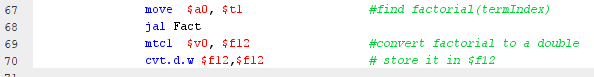 67 move $a0, $t1 #find factorial(termIndex)
68 jal Fact
69 mtc1 $v0, $f12 #convert factorial to a double
70 cvt.d.w $f12,$f12 # store it in $f12